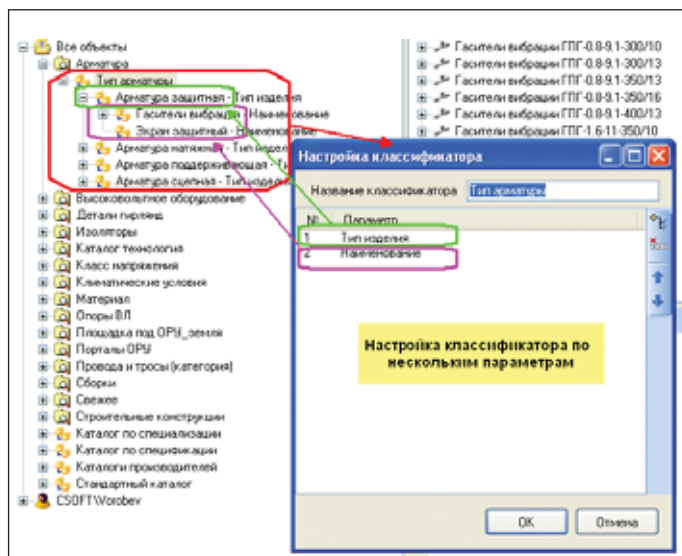 Все объекты
Арматура
Тип арматуры
Арматура защитная - Тип изделия
Гасители вибрации - Наименование
Экран защитный - Наименование
Арматура натяжная - Тип изделия
Арматура поддерживающая - Ти
Арматура сцепная - Тип изделия
Высоковольтное оборудование
Детали гирлянд
Изоляторы
Каталог технология
Класс напряжения
Климатические условия
Материал
Опоры ВЛ
Площадка под ОРУ_земля
Порталы ОРУ
Провода и тросы (категория)
Сборки
Свежее
Строительные конструкции
Каталог по специализации
Каталог по спецификации
Каталоги производителей
Стандартный каталог
CSOFT\Vorobev
Гасители вибрации ГПГ-0.8-9.1-300/10
Гасители вибрации ГПГ-0.8-9.1-300/13
Гасители вибрации ГПГ-0.8-9.1-350/13
Гасители вибрации ГПГ-0.8-9.1-350/16
Гасители вибрации ГПГ-0.8-9.1-400/13
Гасители вибрации ГПГ-1.6-11-350/10
Настройка классификатора
Название классификатора Тип арматуры
№ Параметр
1 Тип изделия
2 Наименование
Настройка классификатора по
нескольким параметрам
OK Отмена